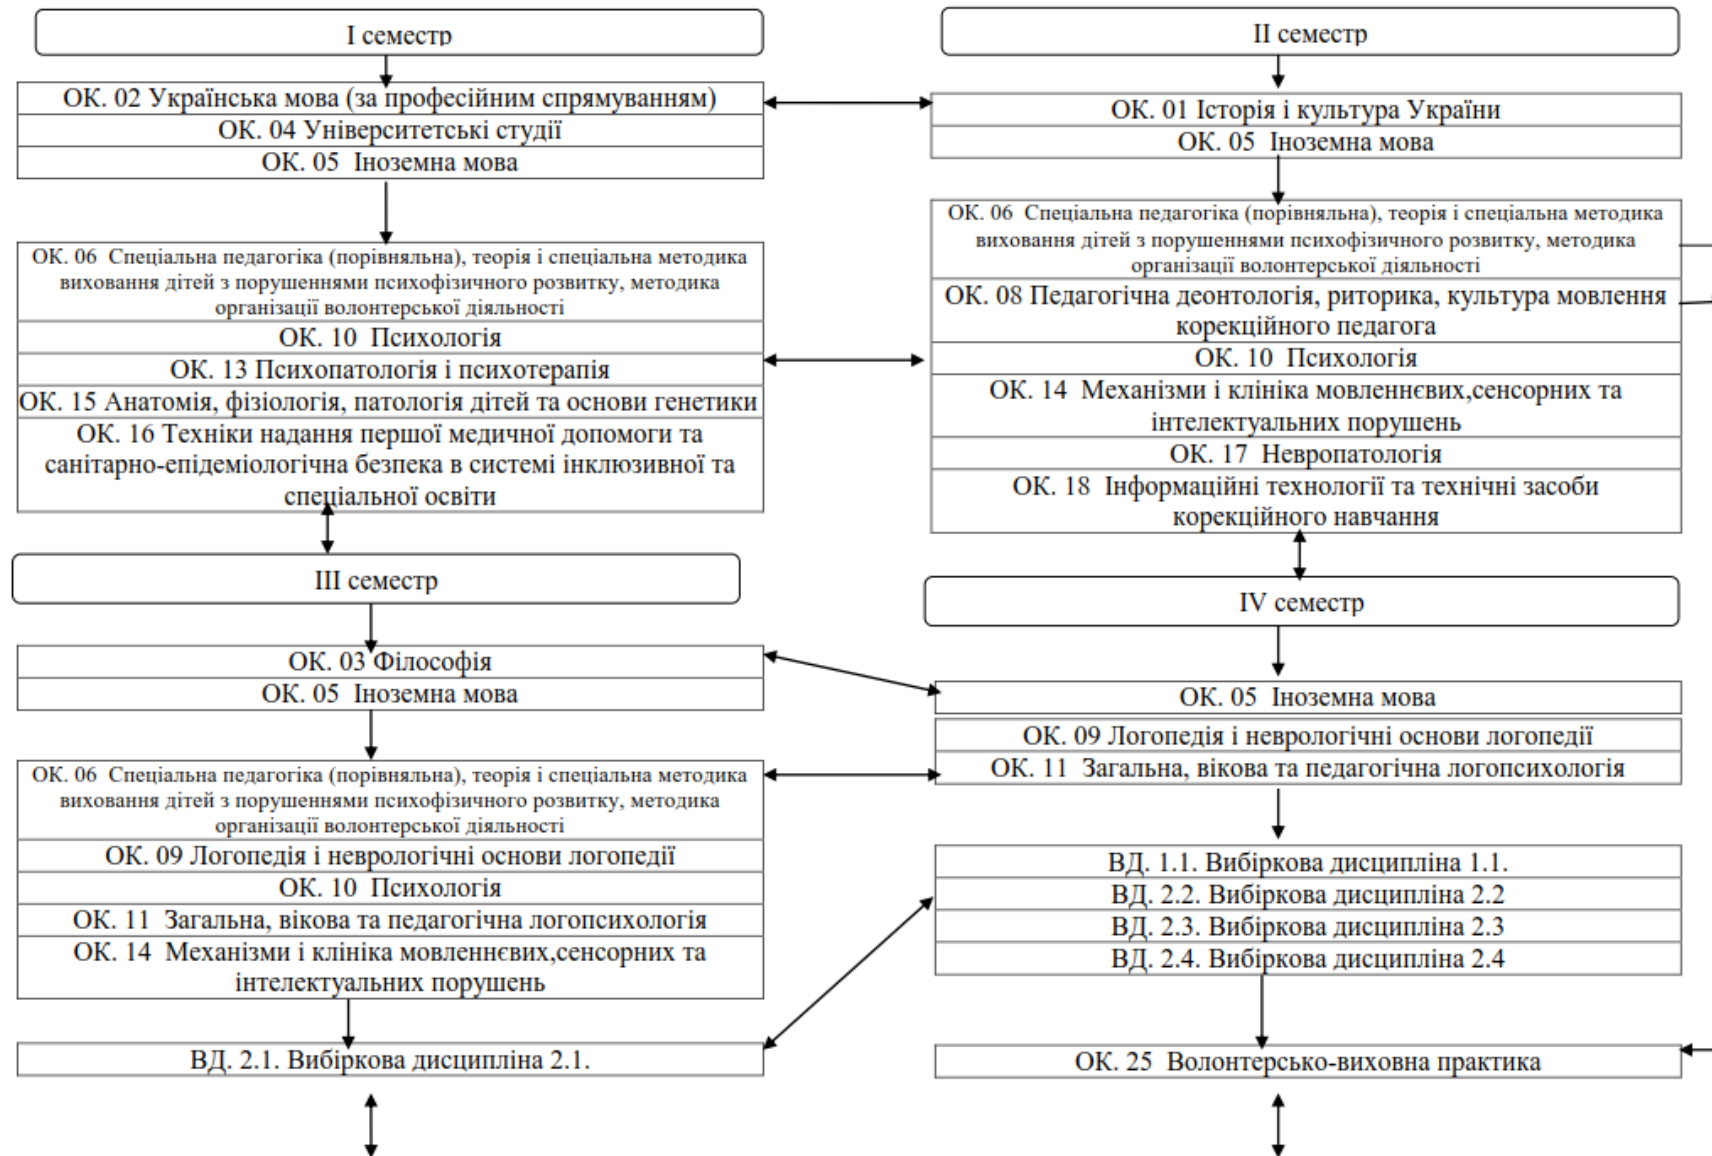 І семестр
ОК. 02 Українська мова (за професійним спрямуванням)
ОК. 04 Університетські студії
ОК. 05 Іноземна мова
ОК. 06 Спеціальна педагогіка (порівняльна), теорія і спеціальна методика
виховання дітей з порушеннями психофізичного розвитку, методика
організації волонтерської діяльності
ОК. 10 Психологія
ОК. 13 Психопатологія і психотерапія
ОК. 15 Анатомія, фізіологія, патологія дітей та основи генетики
ОК. 16 Техніки надання першої медичної допомоги та
санітарно-епідеміологічна безпека в системі інклюзивної та
спеціальної освіти
ІІ семестр
ОК. 01 Історія і культура України
ОК. 05 Іноземна мова
ОК. 06 Спеціальна педагогіка (порівняльна), теорія і спеціальна методика
виховання дітей з порушеннями психофізичного розвитку, методика
організації волонтерської діяльності
ОК. 08 Педагогічна деонтологія, риторика, культура мовлення
корекційного педагога
ОК. 10 Психологія
ОК. 14 Механізми і клініка мовленнєвих,сенсорних та
інтелектуальних порушень
ОК. 17 Невропатологія
ОК. 18 Інформаційні технології та технічні засоби
корекційного навчання
ІІІ семестр
ОК. 03 Філософія
ОК. 05 Іноземна мова
ОК. 06 Спеціальна педагогіка (порівняльна), теорія і спеціальна методика
виховання дітей з порушеннями психофізичного розвитку, методика
організації волонтерської діяльності
ОК. 09 Логопедія і неврологічні основи логопедії
ОК. 10 Психологія
ОК. 11 Загальна, вікова та педагогічна логопсихологія
ОК. 14 Механізми і клініка мовленнєвих,сенсорних та
інтелектуальних порушень
ВД. 2.1. Вибіркова дисципліна 2.1.
IV семестр
ОК. 05 Іноземна мова
ОК. 09 Логопедія і неврологічні основи логопедії
ОК. 11 Загальна, вікова та педагогічна логопсихологія
ВД. 1.1. Вибіркова дисципліна 1.1.
ВД. 2.2. Вибіркова дисципліна 2.2
ВД. 2.3. Вибіркова дисципліна 2.3
ВД. 2.4. Вибіркова дисципліна 2.4
ОК. 25 Волонтерсько-виховна практика